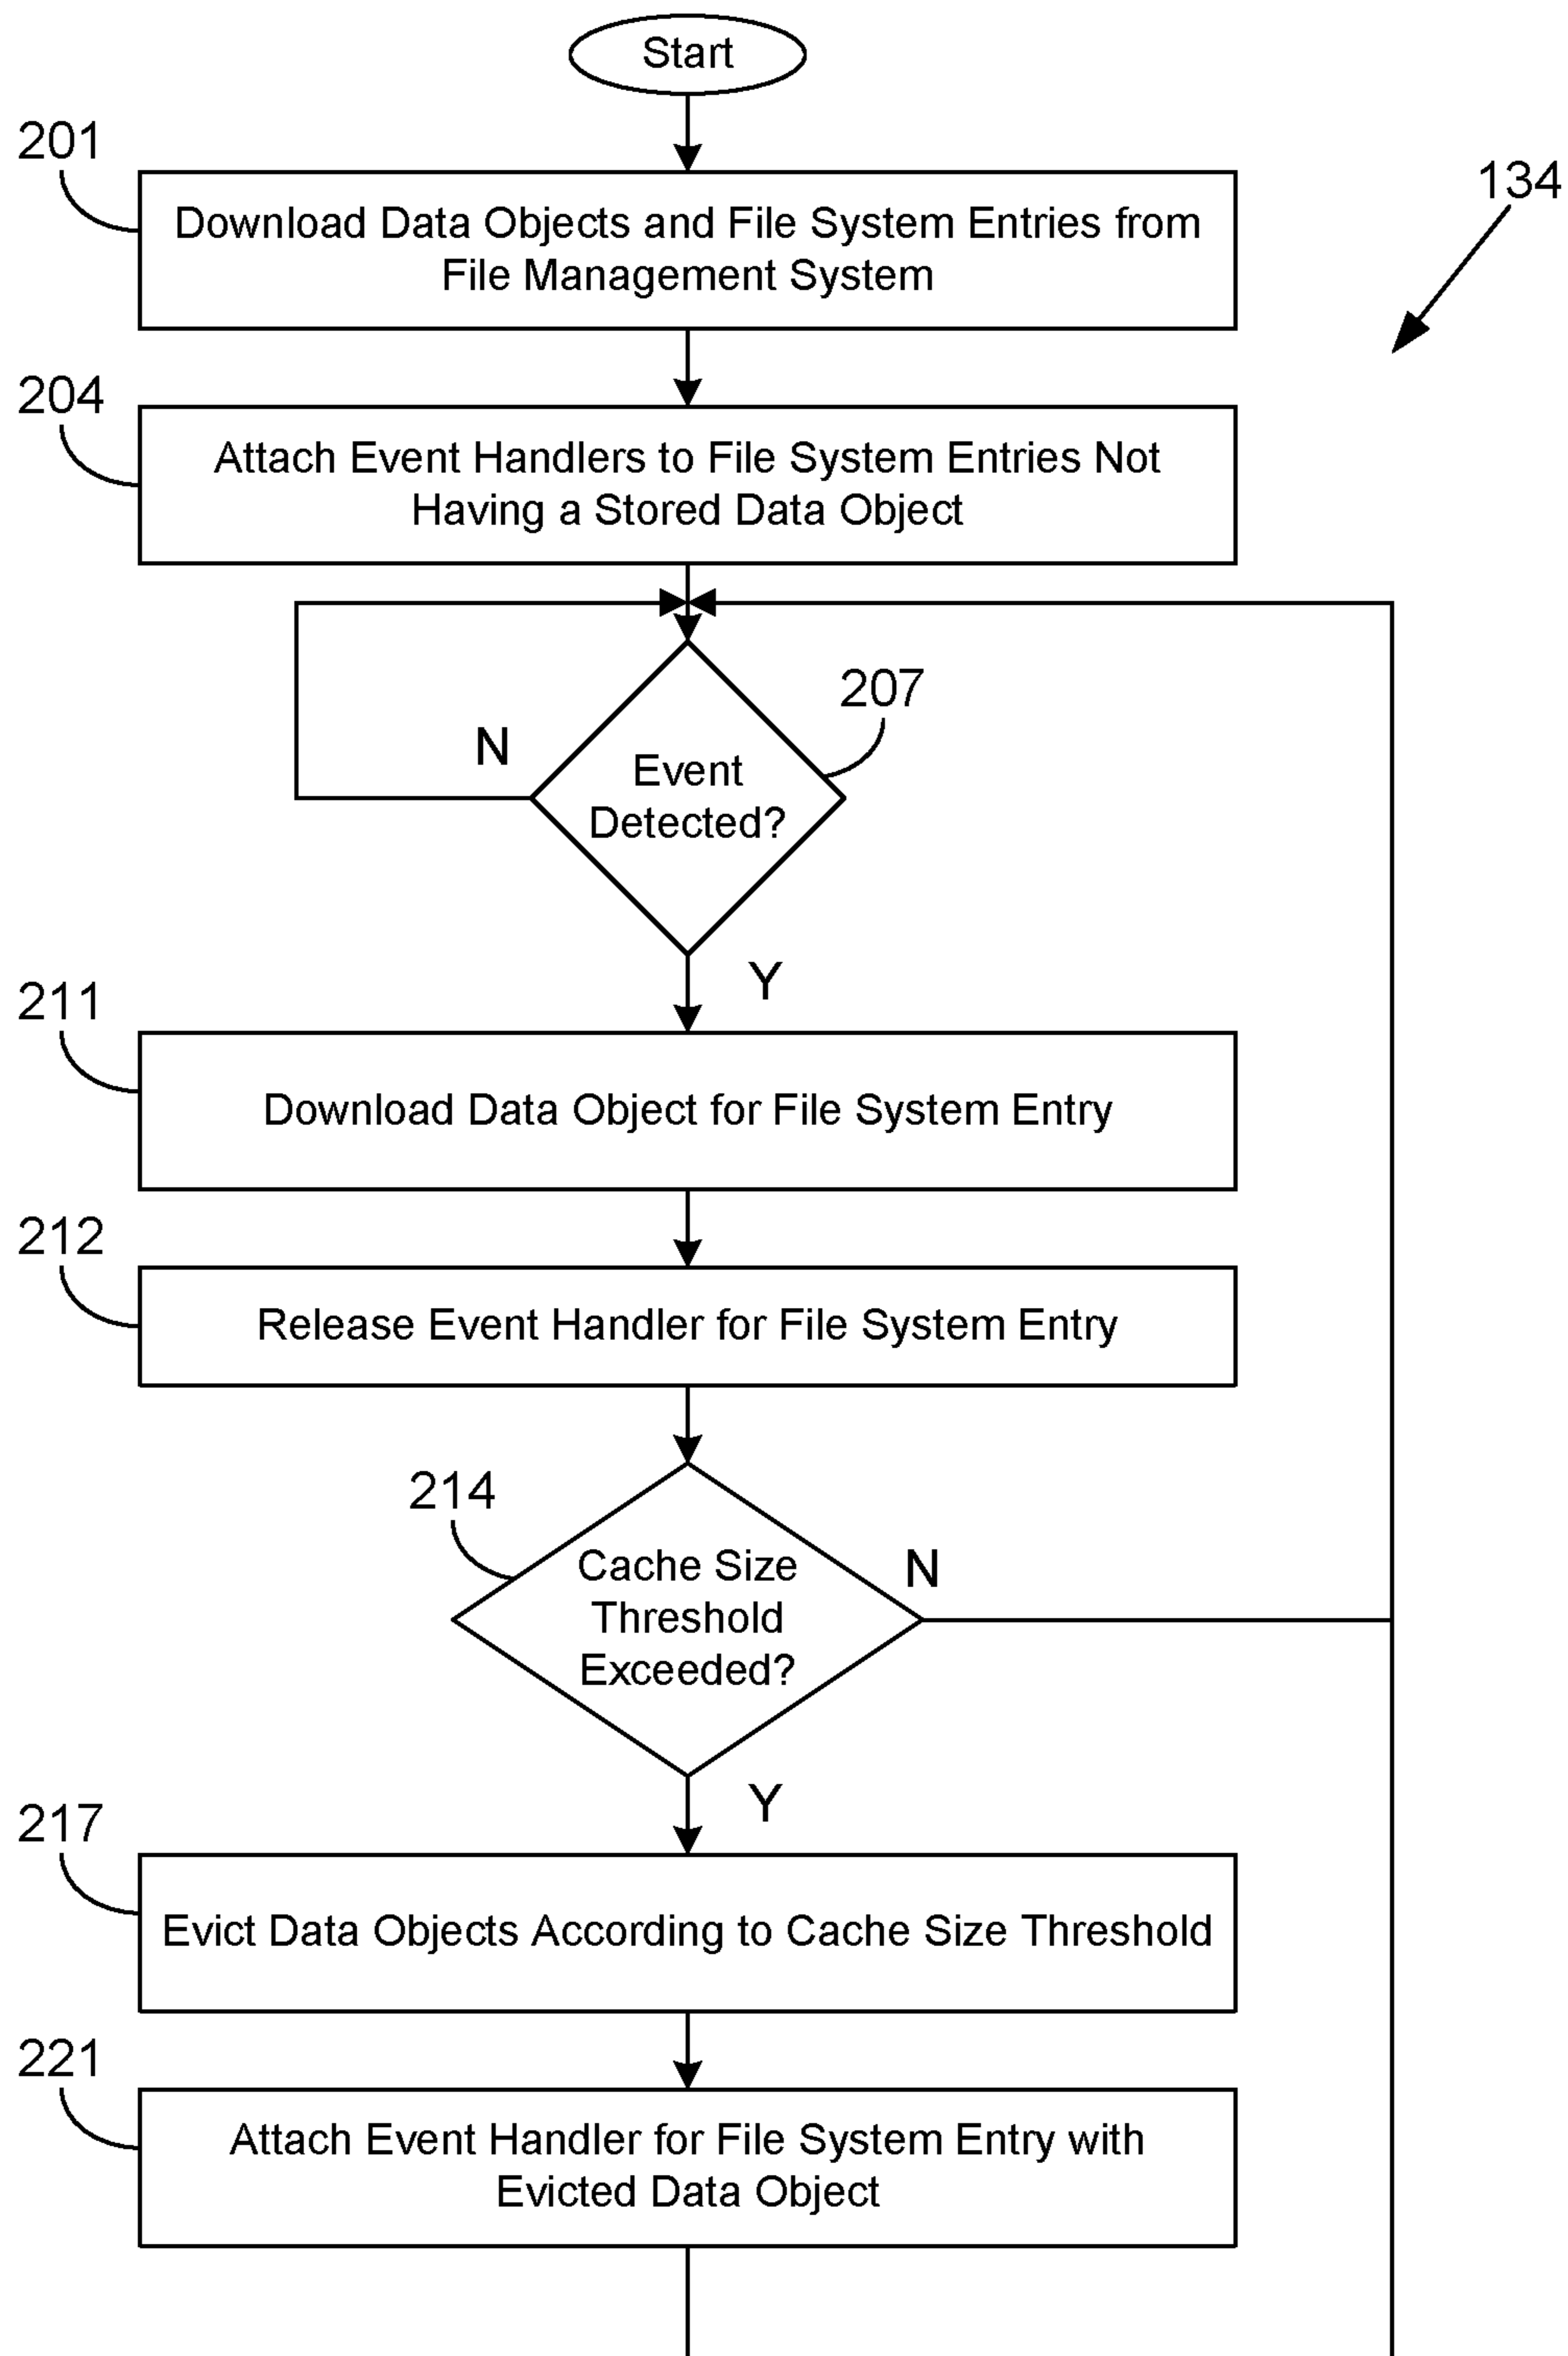 Start
201
134
Download Data Objects and File System Entries from
File Management System
204
Attach Event Handlers to File System Entries Not
Having a Stored Data Object
207
N
Event
Detected?
Y
211
Download Data Object for File System Entry
212
Release Event Handler for File System Entry
214
Cache Size
Threshold
Exceeded?
N
Y
217
Evict Data Objects According to Cache Size Threshold
221
Attach Event Handler for File System Entry with
Evicted Data Object